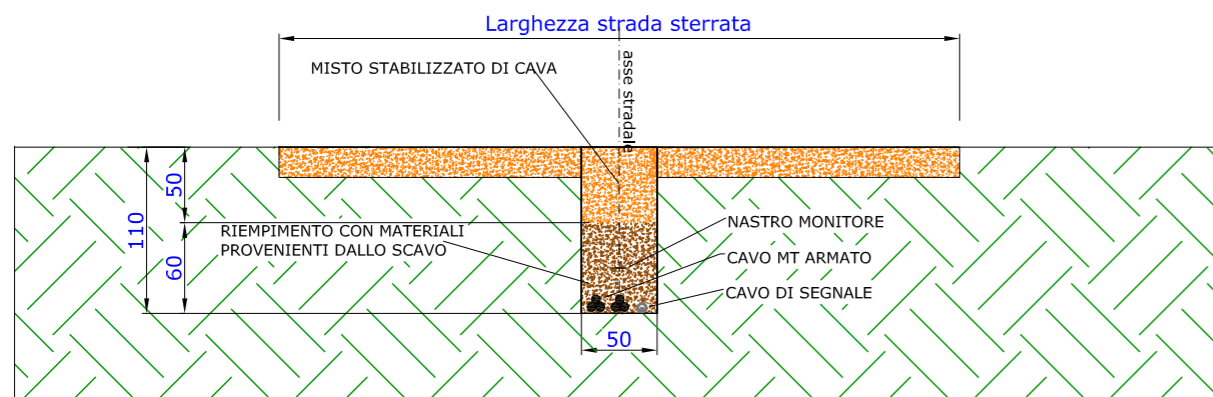 Larghezza strada sterrata
asse stradale
MISTO STABILIZZATO DI CAVA
50
110
60
RIEMPIMENTO CON MATERIALI
PROVENIENTI DALLO SCAVO
NASTRO MONITORE
CAVO MT ARMATO
CAVO DI SEGNALE
50